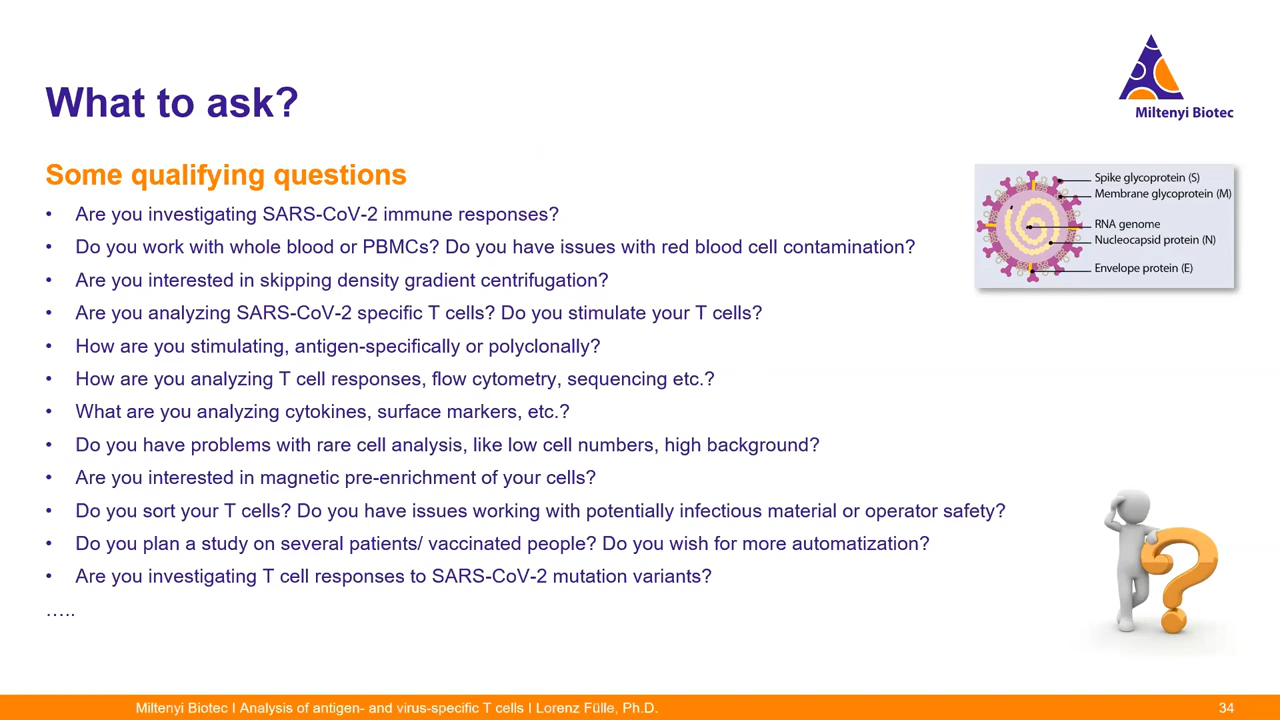 What to ask?
Miltenyi Biotec
Some qualifying questions
• Are you investigating SARS-CoV-2 immune responses?
• Do you work with whole blood or PBMCs? Do you have issues with red blood cell contamination?
• Are you interested in skipping density gradient centrifugation?
• Are you analyzing SARS-CoV-2 specific T cells? Do you stimulate your T cells?
• How are you stimulating, antigen-specifically or polyclonally?
• How are you analyzing T cell responses, flow cytometry, sequencing etc.?
• What are you analyzing cytokines, surface markers, etc.?
• Do you have problems with rare cell analysis, like low cell numbers, high background?
• Are you interested in magnetic pre-enrichment of your cells?
• Do you sort your T cells? Do you have issues working with potentially infectious material or operator safety?
• Do you plan a study on several patients/ vaccinated people? Do you wish for more automatization?
• Are you investigating T cell responses to SARS-CoV-2 mutation variants?
…..
Spike glycoprotein (S)
Membrane glycoprotein (M)
RNA genome
Nucleocapsid protein (N)
Envelope protein (E)
Miltenyi Biotec I Analysis of antigen- and virus-specific T cells I Lorenz Fülle, Ph.D.
34